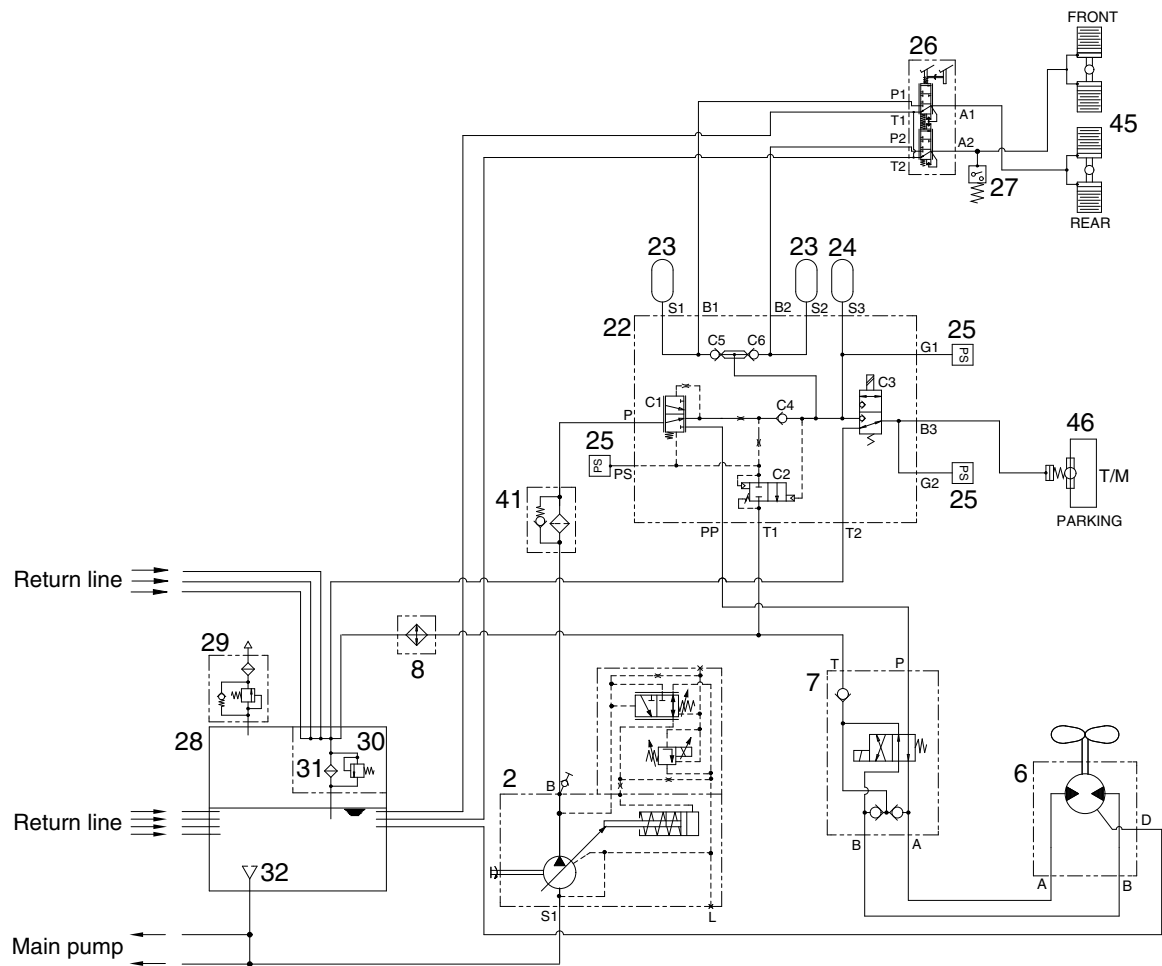 FRONT
26
P1
T1
A1
P2
A2
T2
45
27
REAR
23
23
24
S1
B1
B2
S2
S3
22
C5
C6
G1
25
PS
C1
C3
P
C4
B3
46
25
PS
PS
C2
G2
PS
25
T/M
PARKING
41
PP
T1
T2
Return line
29
8
T
P
7
28
30
31
2
B
6
Return line
D
32
B
A
A
B
S1
L
Main pump